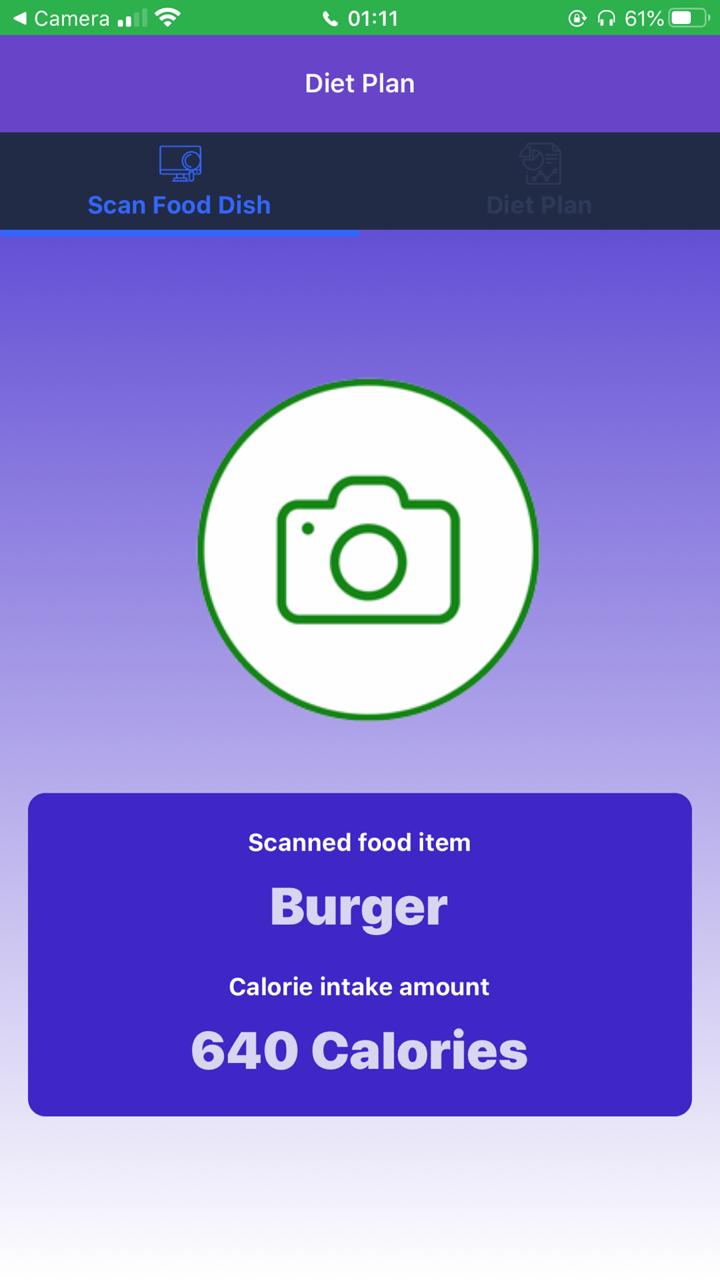 Camera 01:11 61%
Diet Plan
Scan Food Dish Diet Plan
Scanned food item
Burger
Calorie intake amount
640 Calories